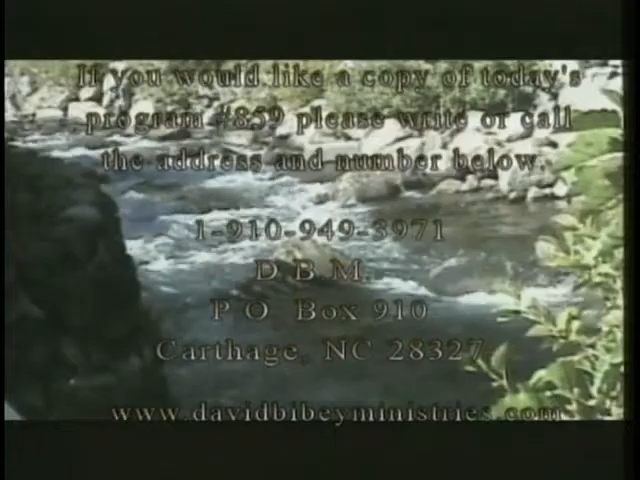 If you would like a copy of today's
program #859 please write or call
the address and number below.
1-910-949-3971
D.B.M.
P.O. Box 910
Carthage, NC 28327
www.davidbibeyministries.com